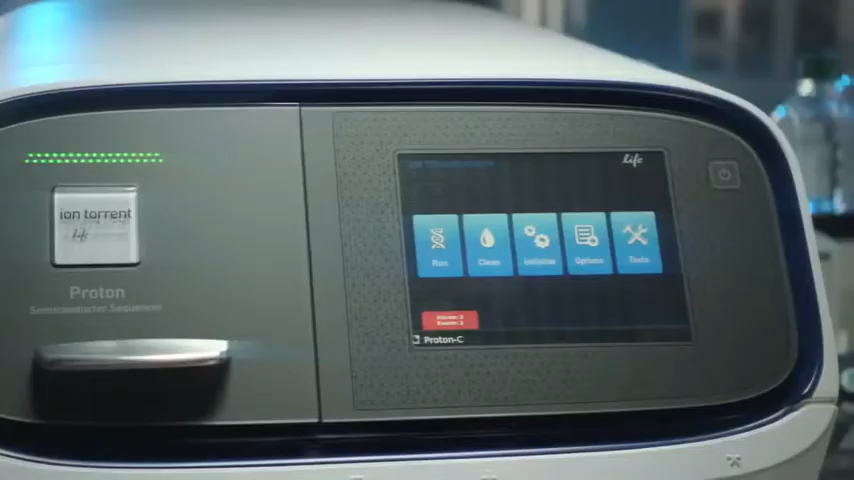 ion torrent
life
Proton
Semiconductor Sequencer
life
Run
Clean
Initialize
Options
Tools
Proton-C